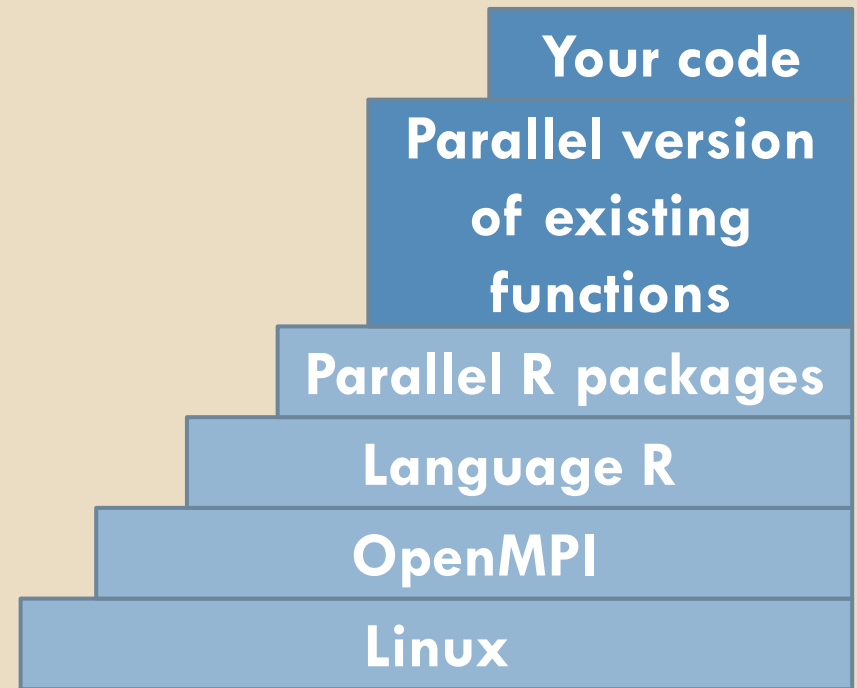 Your code
Parallel version
of existing
functions
Parallel R packages
Language R
OpenMPI
Linux